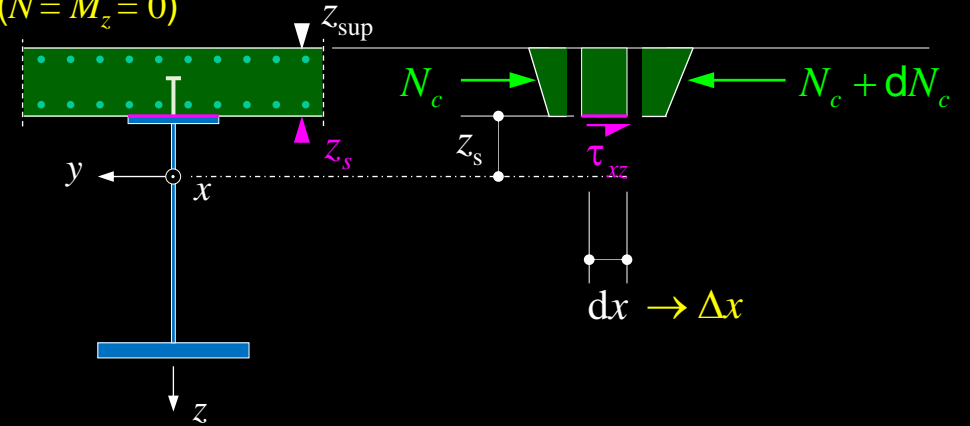 (N = M_z = 0)
z_sup
N_c
N_c + dN_c
z_s
z_s
τ_xz
y
x
dx → Δx
z